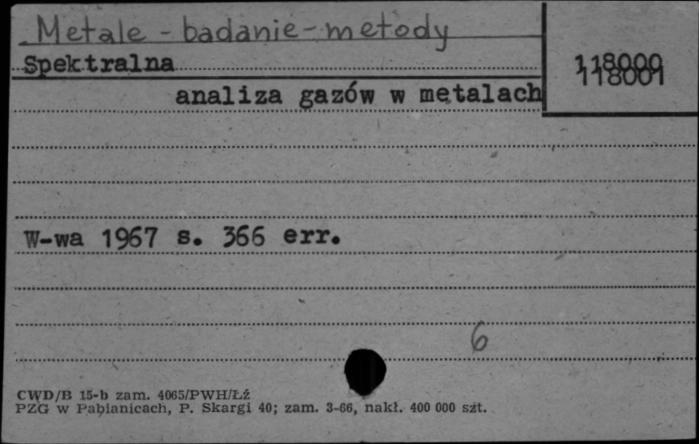 Metale - badanie - metody
Spektralna
118000
118001
analiza gazów w metalach
W-wa 1967 s. 366 err.
6
CWD/B 15-b zam. 4065/PWH/Łź
PZG w Pabianicach, P. Skargi 40; zam. 3-66, nakł. 400 000 szt.